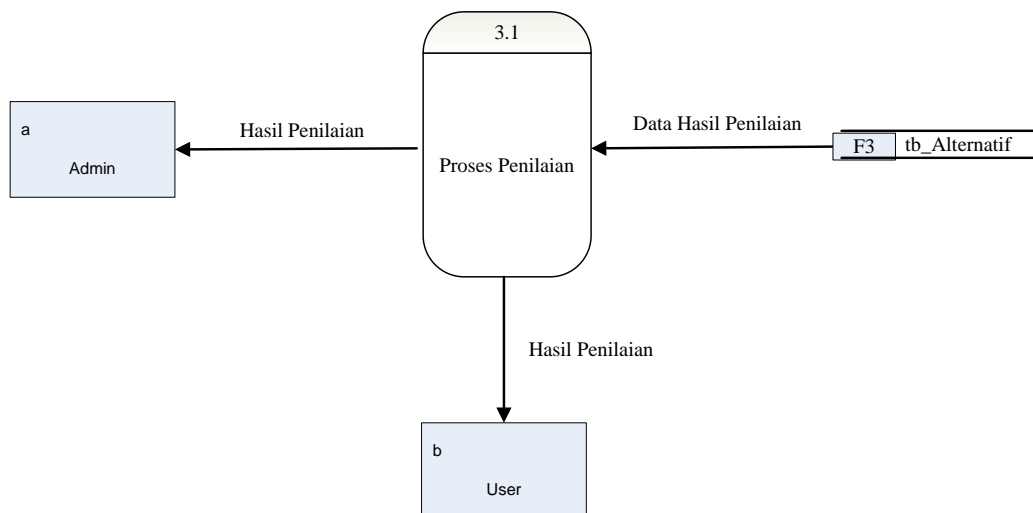 3.1
a
Admin
Hasil Penilaian
Proses Penilaian
Data Hasil Penilaian
F3
tb_Alternatif
Hasil Penilaian
b
User